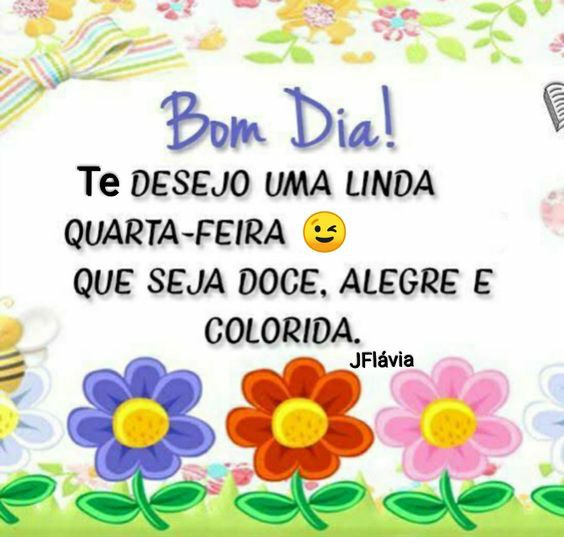 Bom Dia!
Te DESEJO UMA LINDA
QUARTA-FEIRA 😉
QUE SEJA DOCE, ALEGRE E
COLORIDA.
JFlávia